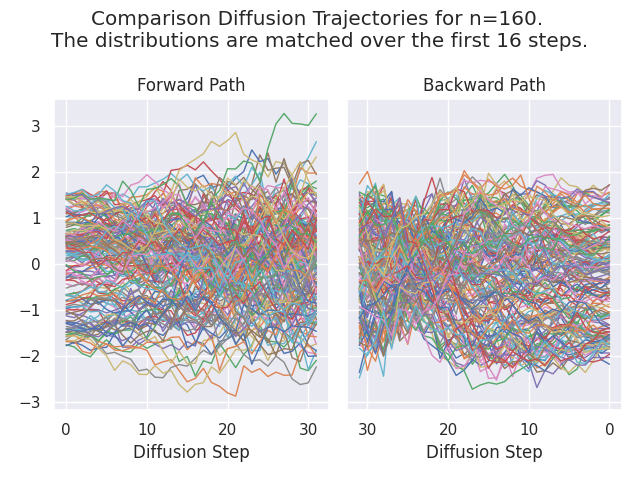 Comparison Diffusion Trajectories for n=160.
The distributions are matched over the first 16 steps.
Forward Path
Backward Path
3
2
1
0
−1
−2
−3
0 10 20 30
30 20 10 0
Diffusion Step
Diffusion Step